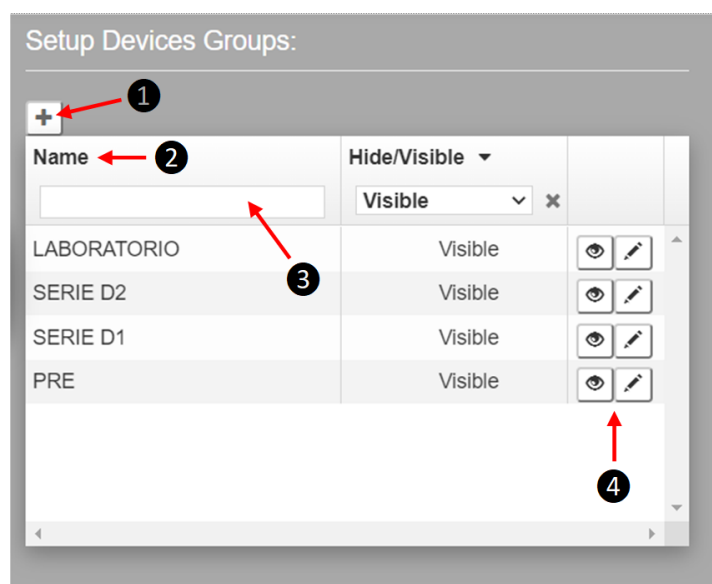 Setup Devices Groups:
1
Name 2 Hide/Visible
Visible
3
LABORATORIO Visible
SERIE D2 Visible
SERIE D1 Visible
PRE Visible
4